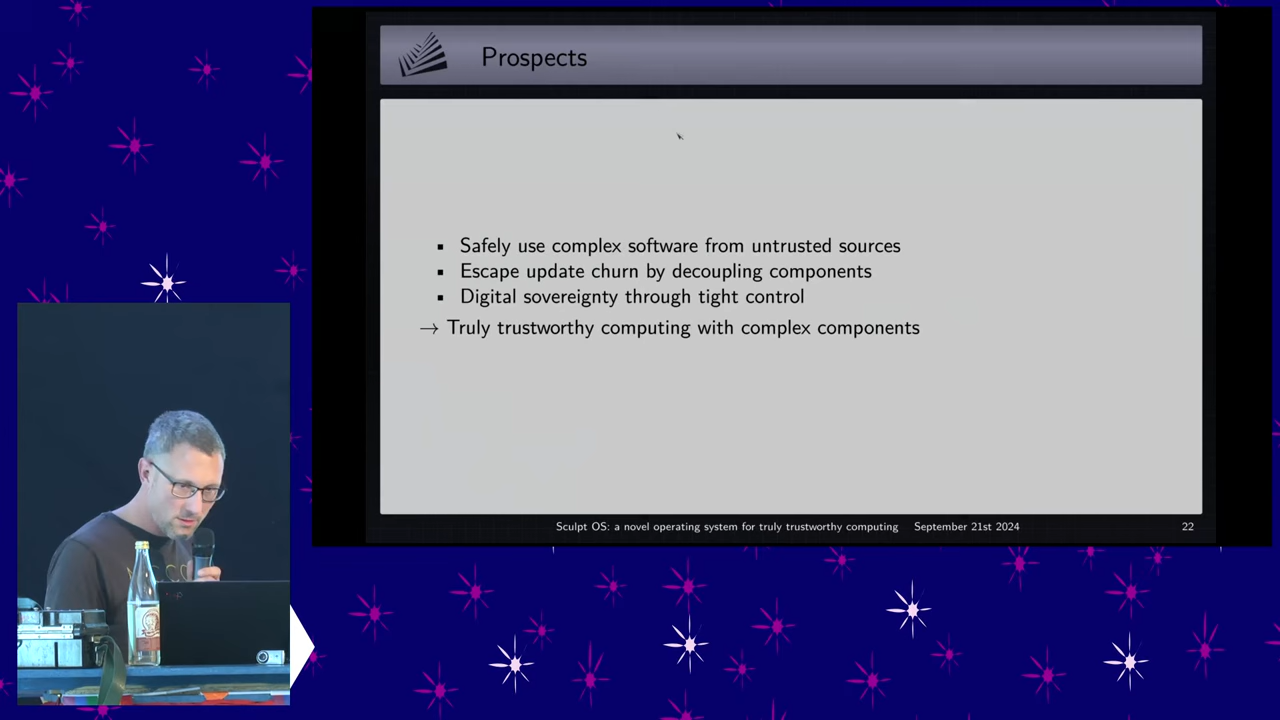 Prospects
Safely use complex software from untrusted sources
Escape update churn by decoupling components
Digital sovereignty through tight control
→ Truly trustworthy computing with complex components
Sculpt OS: a novel operating system for truly trustworthy computing September 21st 2024 22